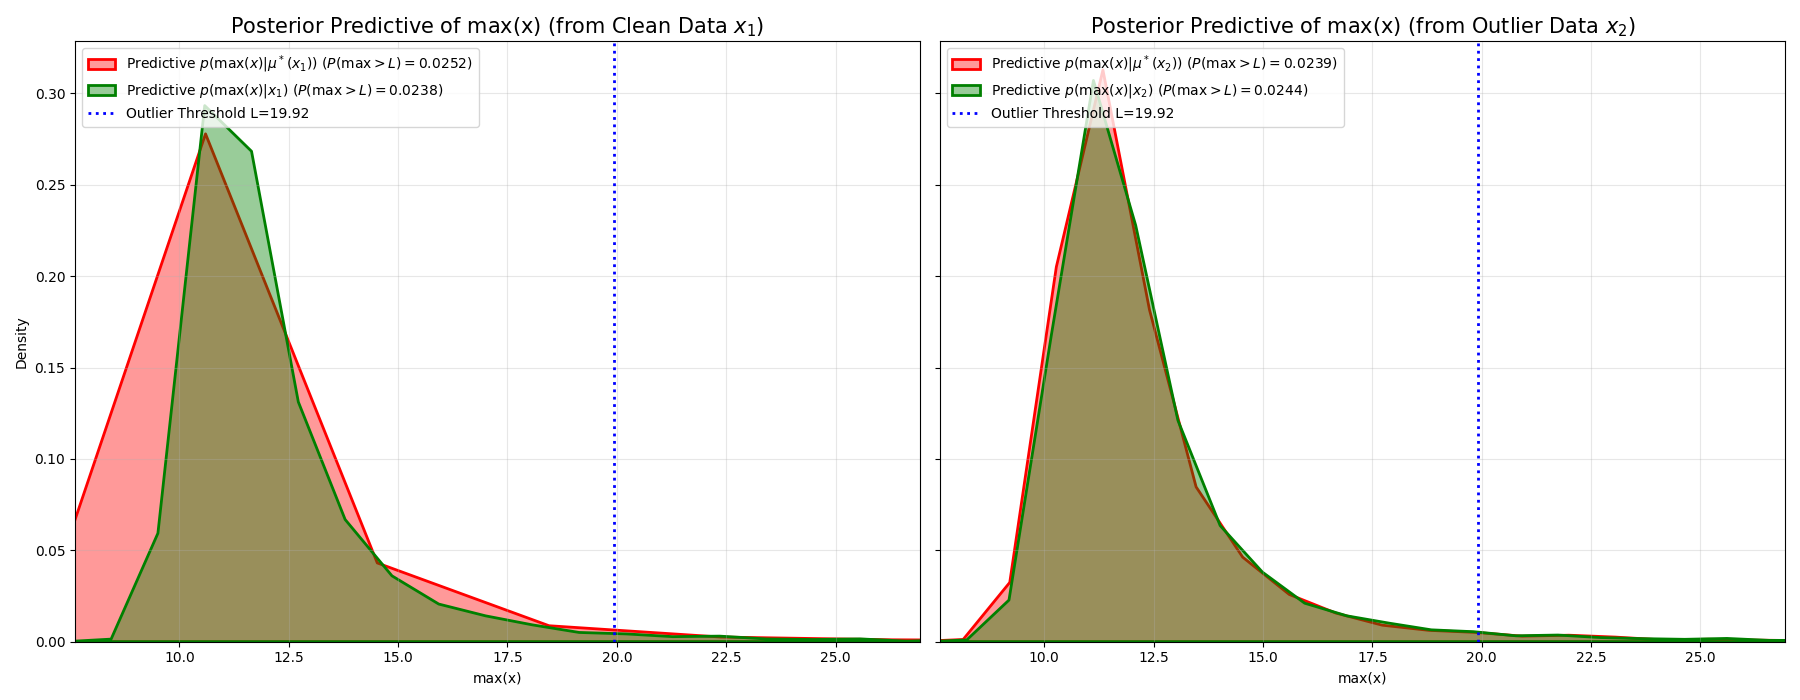 Posterior Predictive of max(x) (from Clean Data x₁)
Predictive p(max(x)|μ*(x₁)) (P(max > L) = 0.0252)
Predictive p(max(x)|x₁) (P(max > L) = 0.0238)
Outlier Threshold L=19.92
0.30
0.25
0.20
0.15
0.10
0.05
0.00
Density
10.0 12.5 15.0 17.5 20.0 22.5 25.0
max(x)
Posterior Predictive of max(x) (from Outlier Data x₂)
Predictive p(max(x)|μ*(x₂)) (P(max > L) = 0.0239)
Predictive p(max(x)|x₂) (P(max > L) = 0.0244)
Outlier Threshold L=19.92
10.0 12.5 15.0 17.5 20.0 22.5 25.0
max(x)